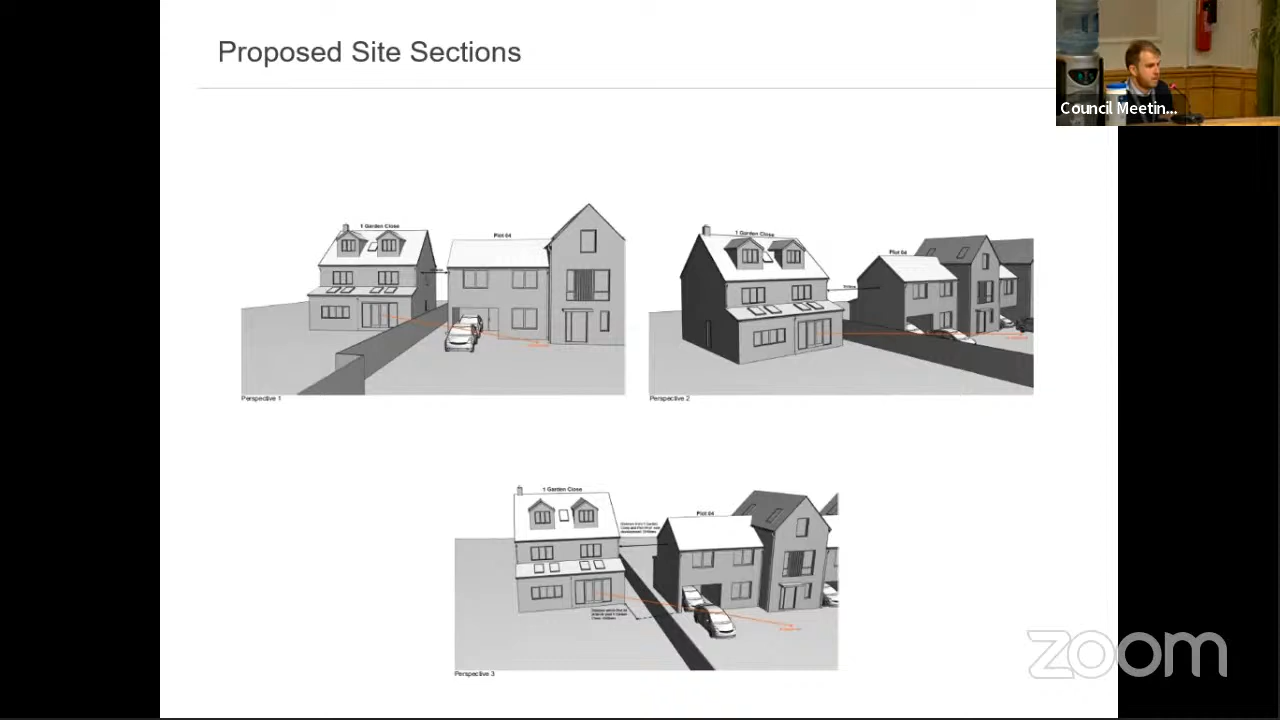 Proposed Site Sections
Council Meetin...
1 Garden Close
Plot 04
Perspective 1
1 Garden Close
Plot 04
Perspective 2
1 Garden Close
Plot 04
Perspective 3
zoom